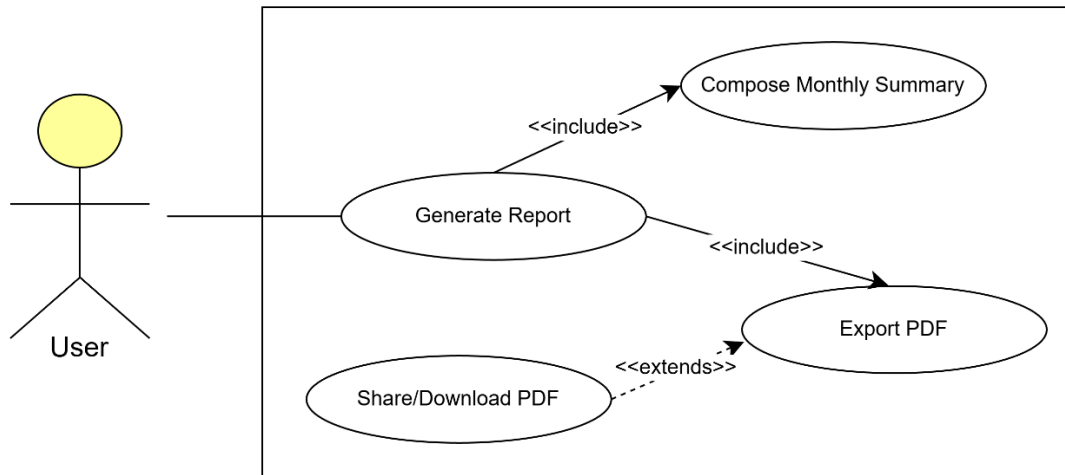 Compose Monthly Summary
<<include>>
Generate Report
<<include>>
Export PDF
User
<<extends>>
Share/Download PDF